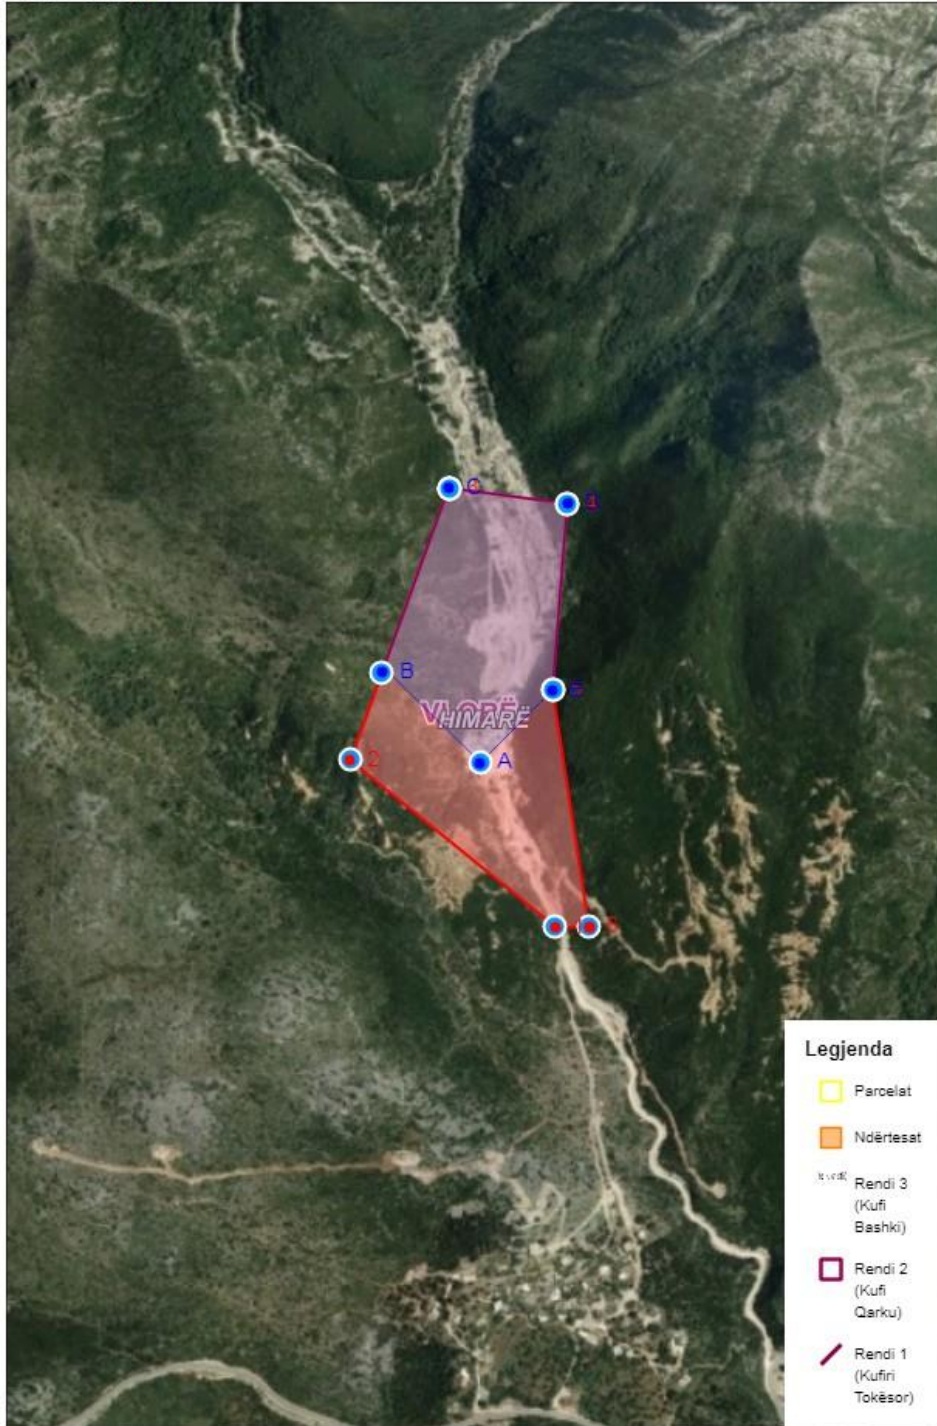 B
VLORË
HIMARË
2
A
Legjenda
Parcelat
Ndërtesat
Rendi 3
(Kufi
Bashki)
Rendi 2
(Kufi
Qarku)
Rendi 1
(Kufiri
Tokësor)